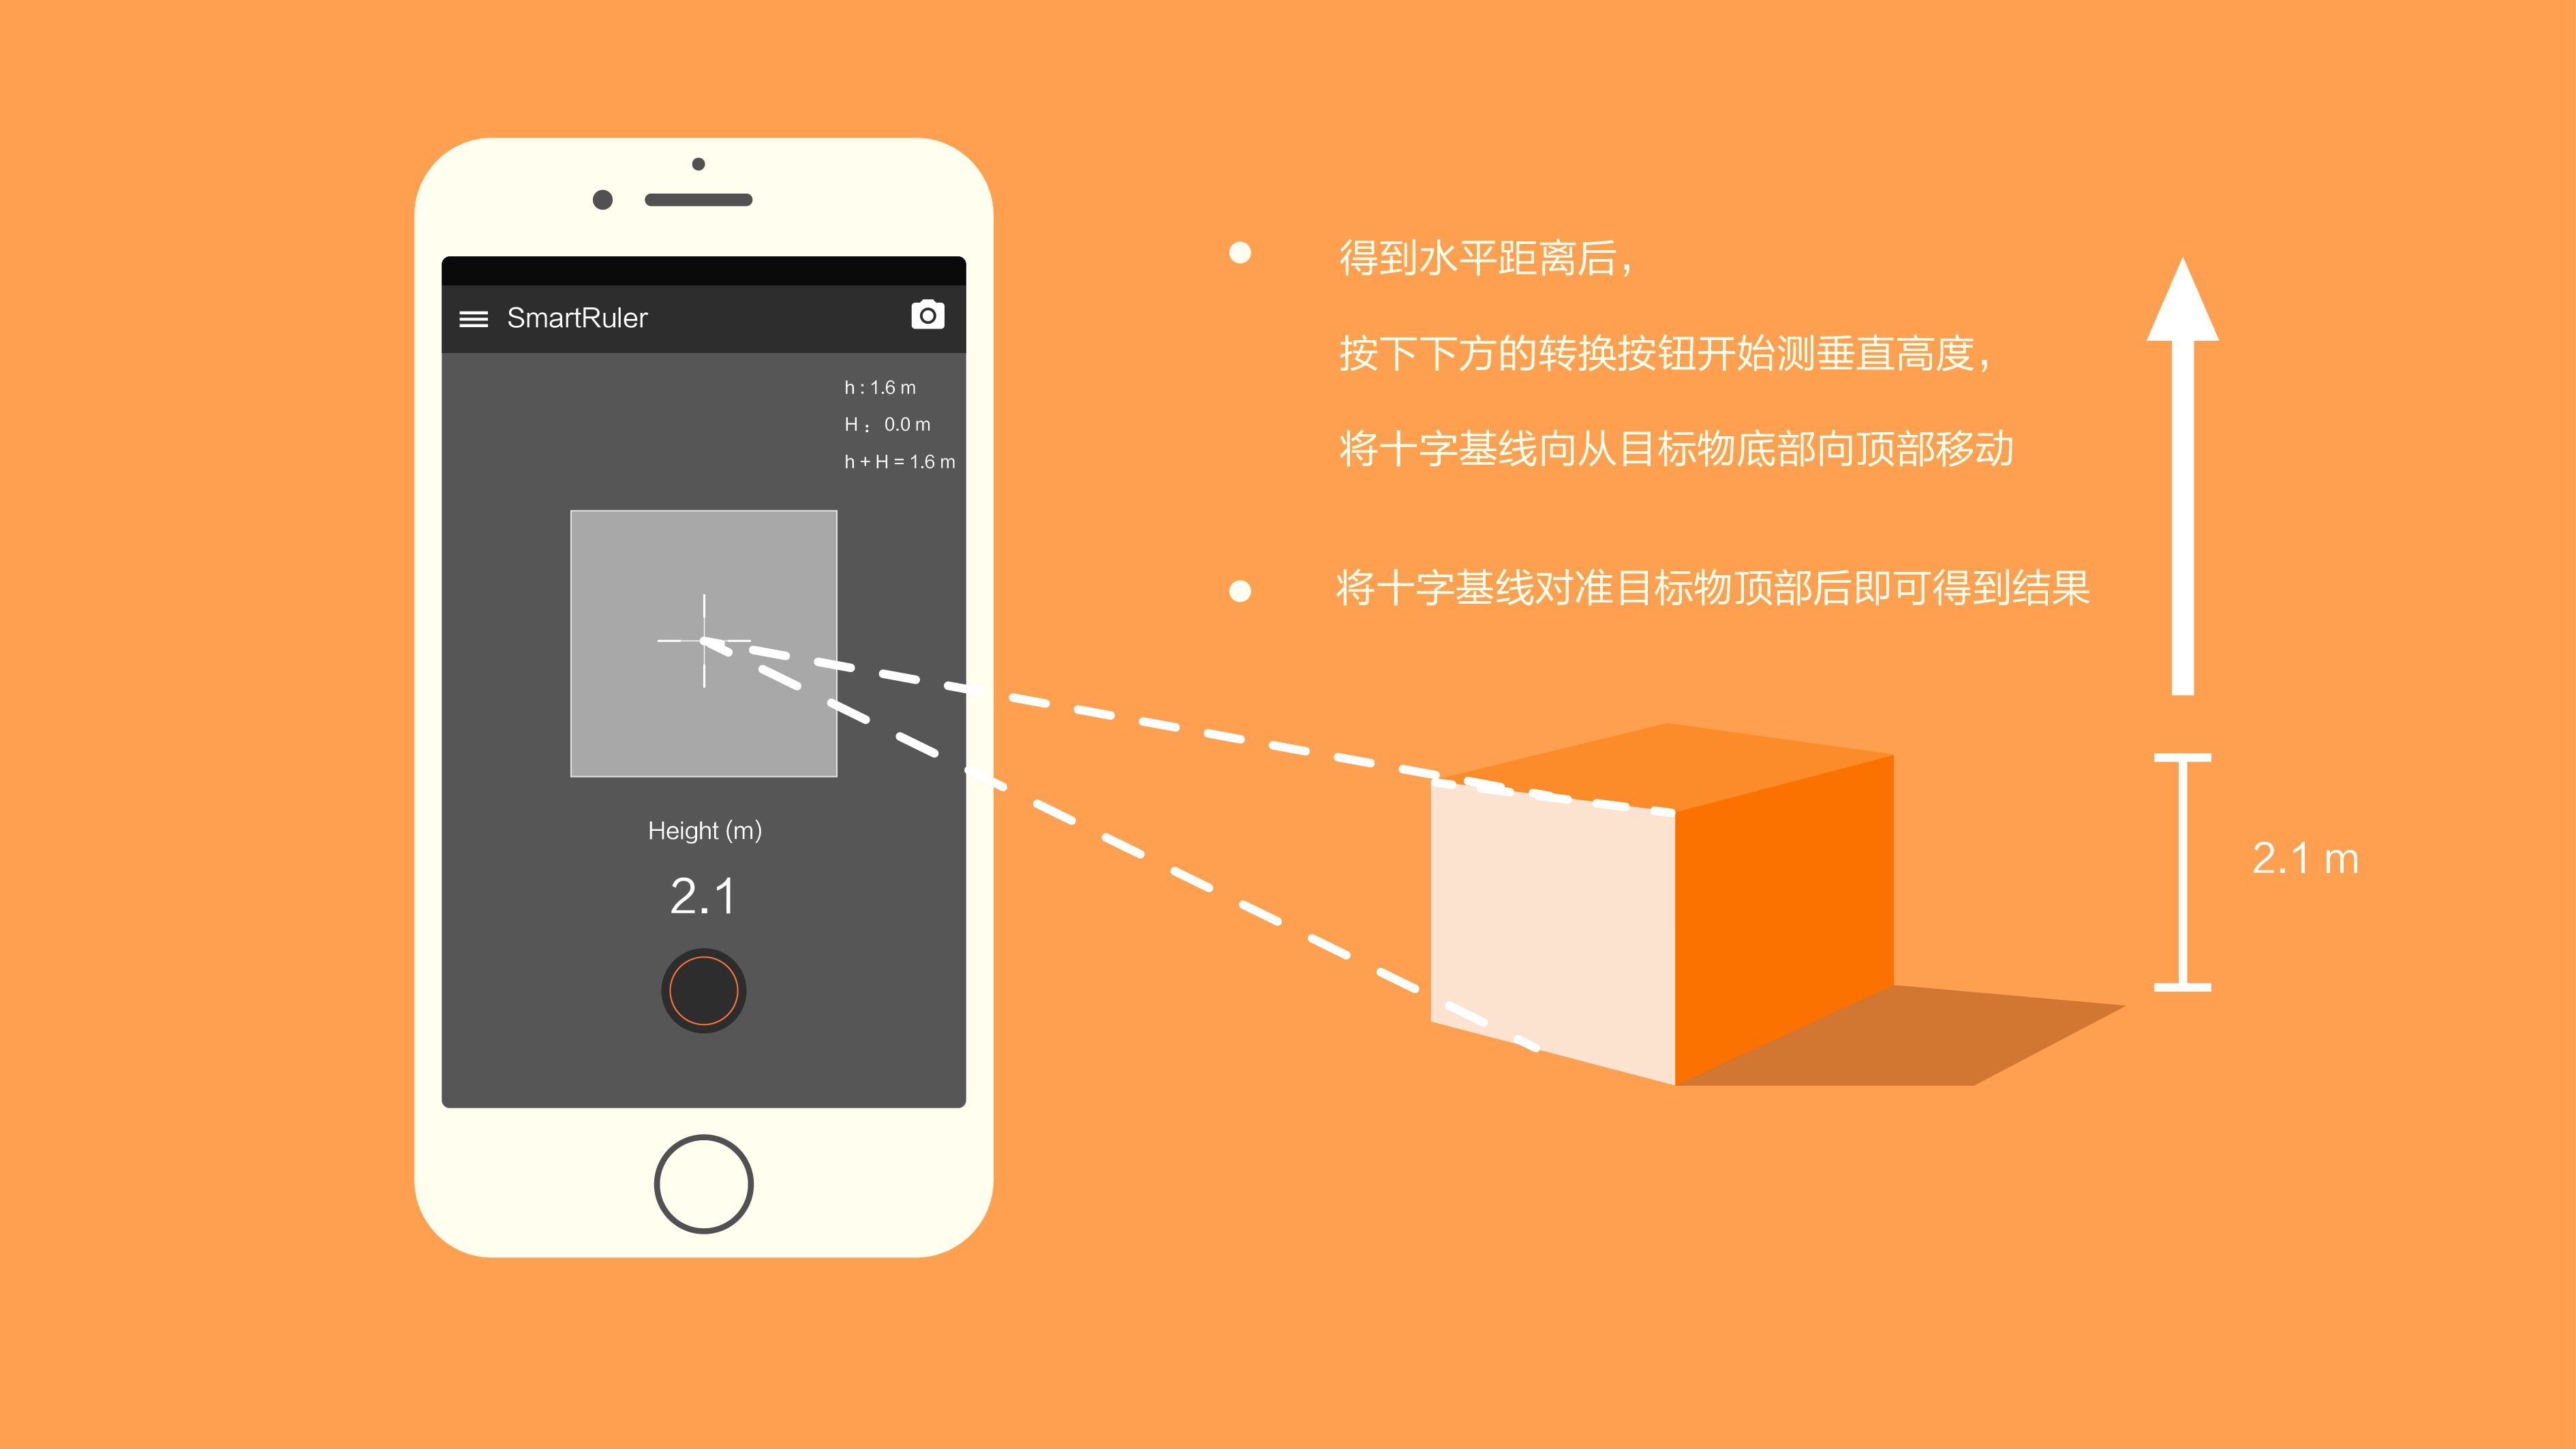 SmartRuler
h : 1.6 m
H： 0.0 m
h + H = 1.6 m
Height (m)
2.1
得到水平距离后，
按下下方的转换按钮开始测垂直高度，
将十字基线向从目标物底部向顶部移动
将十字基线对准目标物顶部后即可得到结果
2.1 m